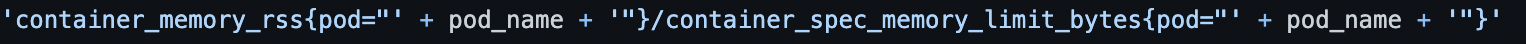 'container_memory_rss{pod="' + pod_name + '"}/container_spec_memory_limit_bytes{pod="' + pod_name + '"}'